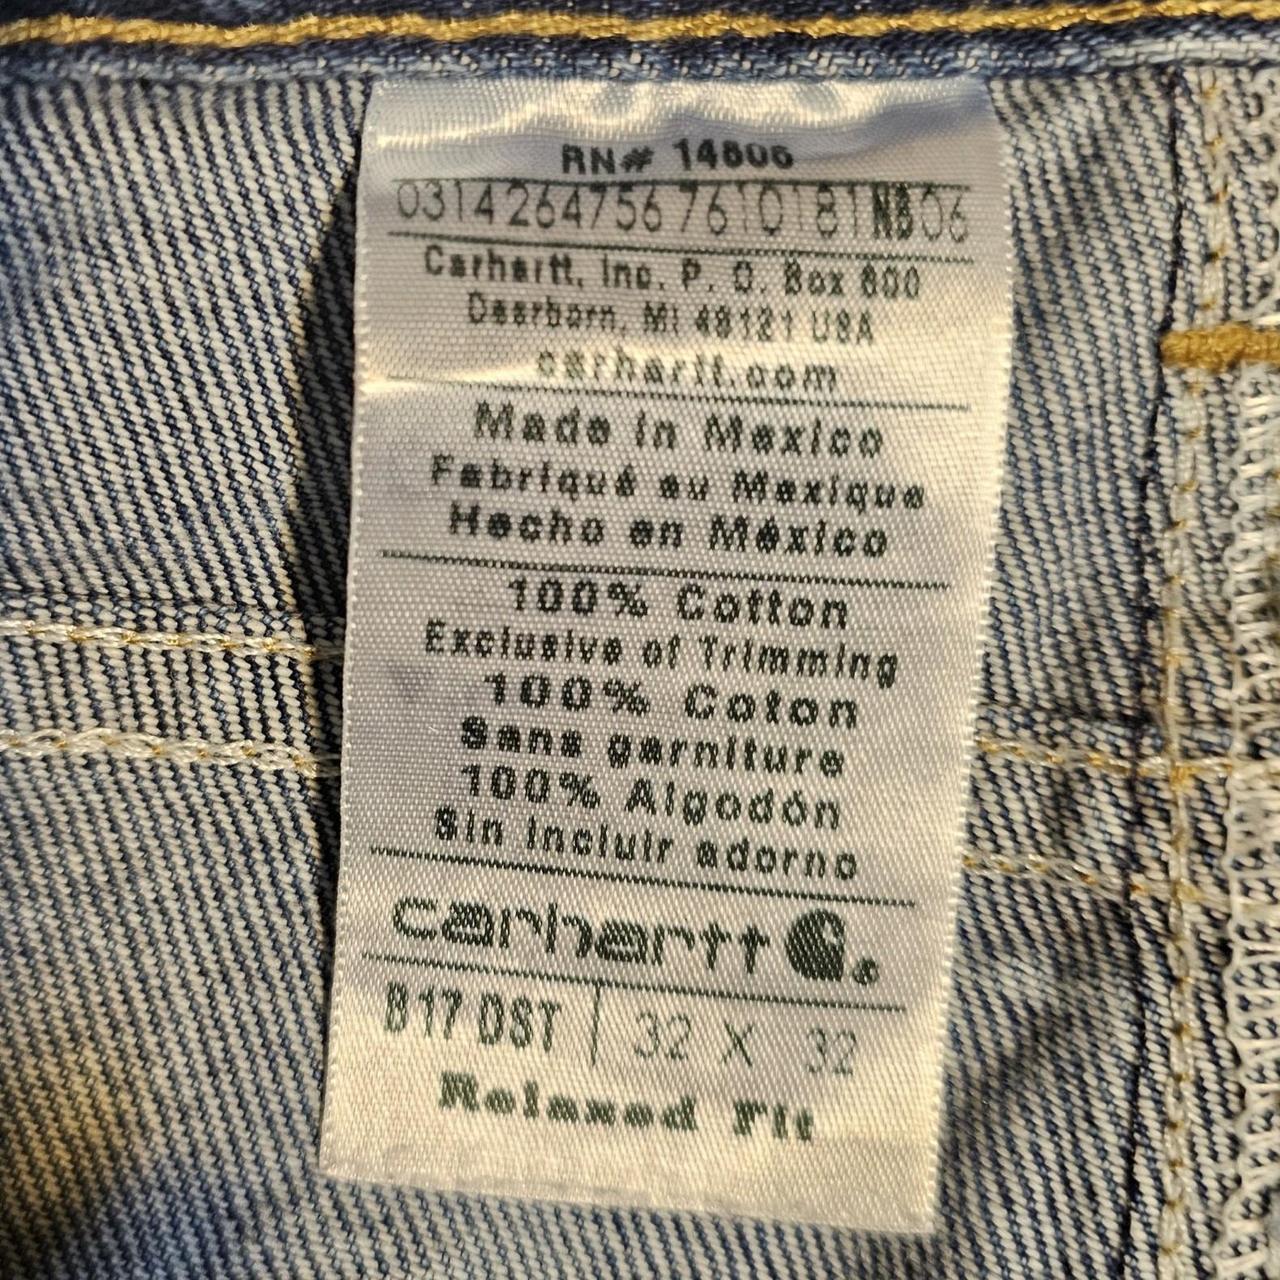 RN# 14806
0314264756 7610181NB06
Carhartt, Inc. P. O. Box 600
Dearborn, MI 48121 USA
carhartt.com
Made in Mexico
Fabriqué au Mexique
Hecho en México
100% Cotton
Exclusive of Trimming
100% Coton
Sans garniture
100% Algodón
Sin incluir adorno
carhartt
B17 DST | 32 X 32
Relaxed Fit